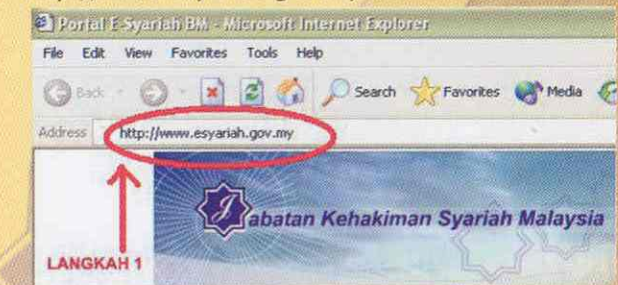 Portal E-Syariah BM - Microsoft Internet Explorer
File Edit View Favorites Tools Help
Back Search Favorites Media
Address http://www.esyariah.gov.my
Jabatan Kehakiman Syariah Malaysia
LANGKAH 1